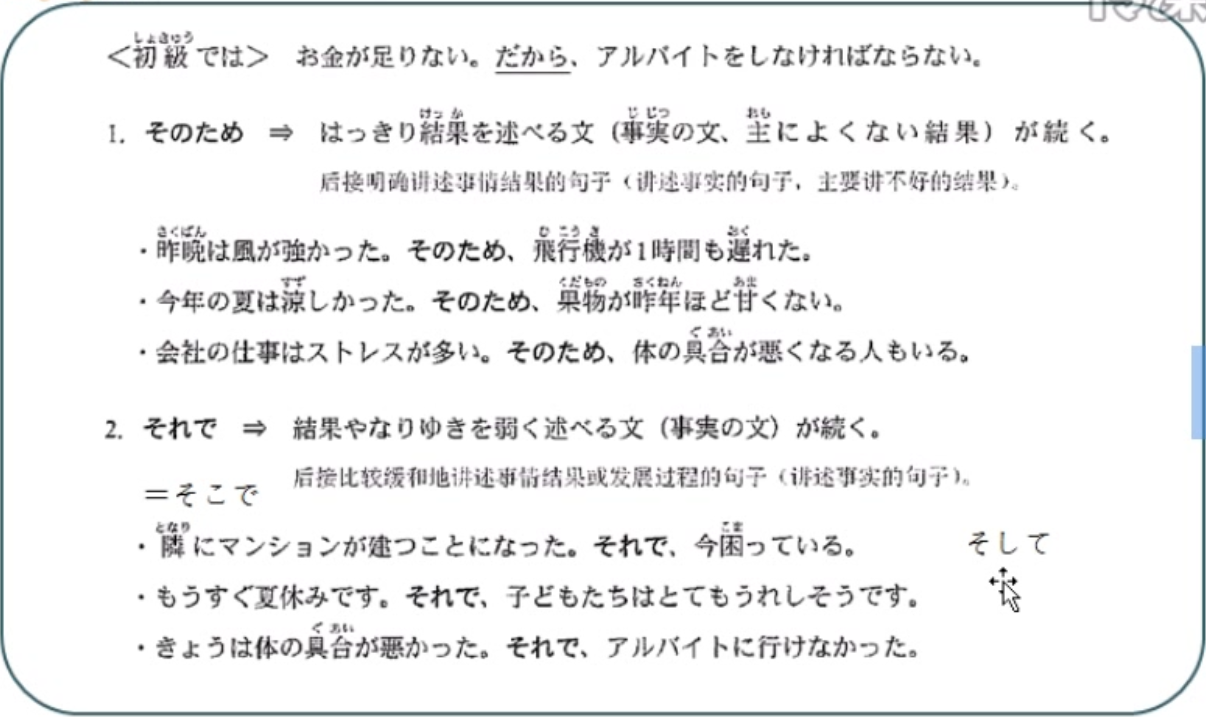 ＜初級では＞　お金が足りない。だから、アルバイトをしなければならない。
1. そのため ⇒ はっきり結果を述べる文（事実の文、主によくない結果）が続く。
后接明确讲述事情结果的句子（讲述事实的句子，主要讲不好的结果）。
・昨晩は風が強かった。そのため、飛行機が1時間も遅れた。
・今年の夏は涼しかった。そのため、果物が昨年ほど甘くない。
・会社の仕事はストレスが多い。そのため、体の具合が悪くなる人もいる。
2. それで ⇒ 結果やなりゆきを弱く述べる文（事実の文）が続く。
后接比较缓和地讲述事情结果或发展过程的句子（讲述事实的句子）。
＝そこで
・隣にマンションが建つことになった。それで、今困っている。
そして
・もうすぐ夏休みです。それで、子どもたちはとてもうれしそうです。
・きょうは体の具合が悪かった。それで、アルバイトに行けなかった。